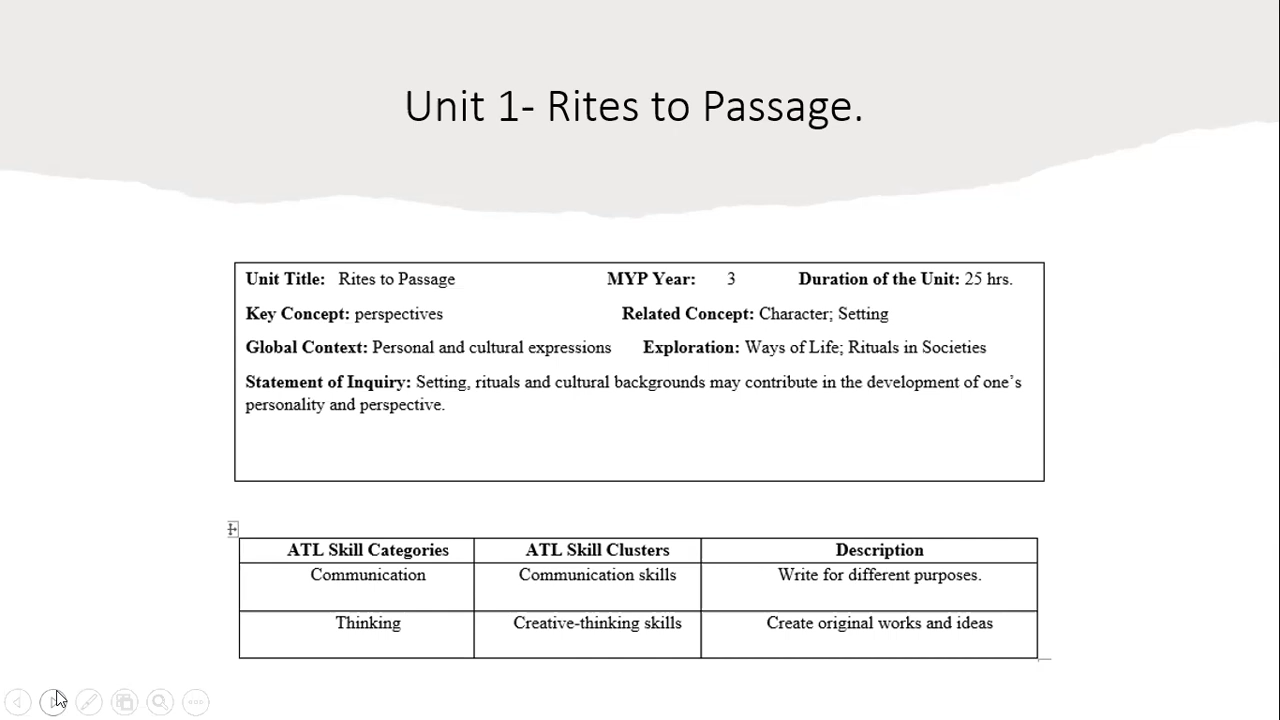 Unit 1- Rites to Passage.
Unit Title: Rites to Passage MYP Year: 3 Duration of the Unit: 25 hrs.
Key Concept: perspectives Related Concept: Character; Setting
Global Context: Personal and cultural expressions Exploration: Ways of Life; Rituals in Societies
Statement of Inquiry: Setting, rituals and cultural backgrounds may contribute in the development of one’s
personality and perspective.
ATL Skill Categories ATL Skill Clusters Description
Communication Communication skills Write for different purposes.
Thinking Creative-thinking skills Create original works and ideas